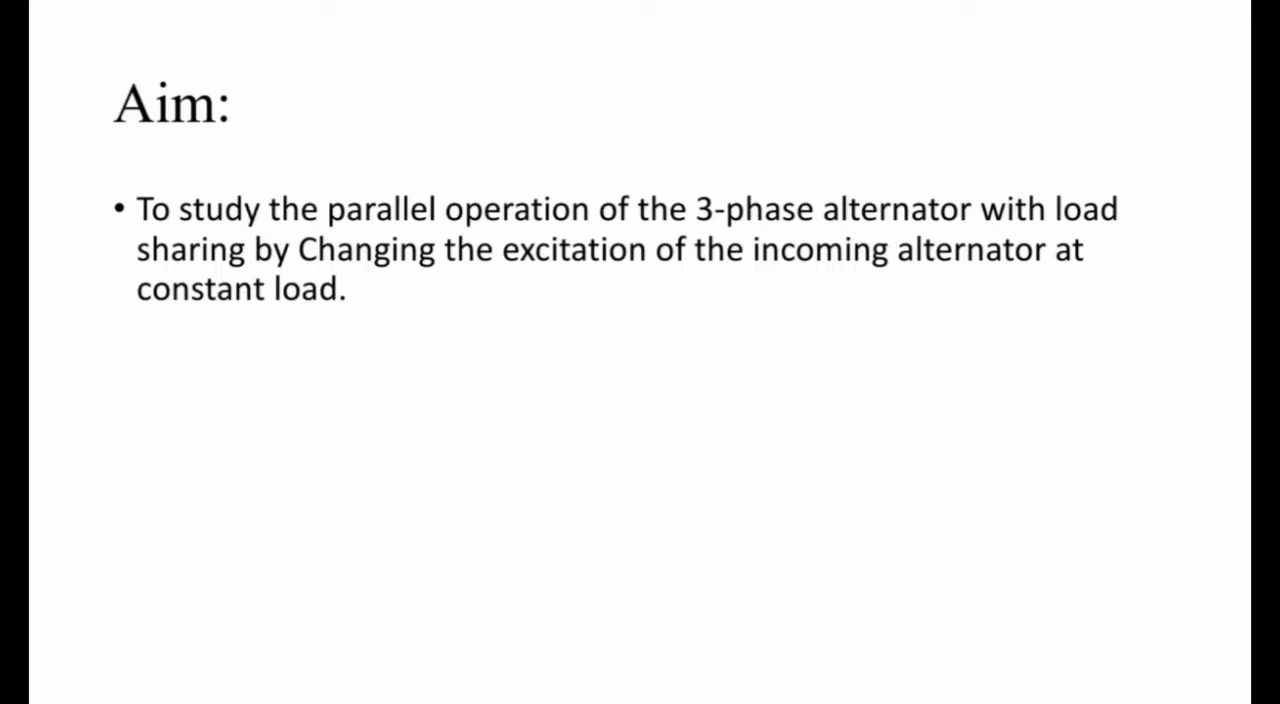 Aim:
• To study the parallel operation of the 3-phase alternator with load
sharing by Changing the excitation of the incoming alternator at
constant load.